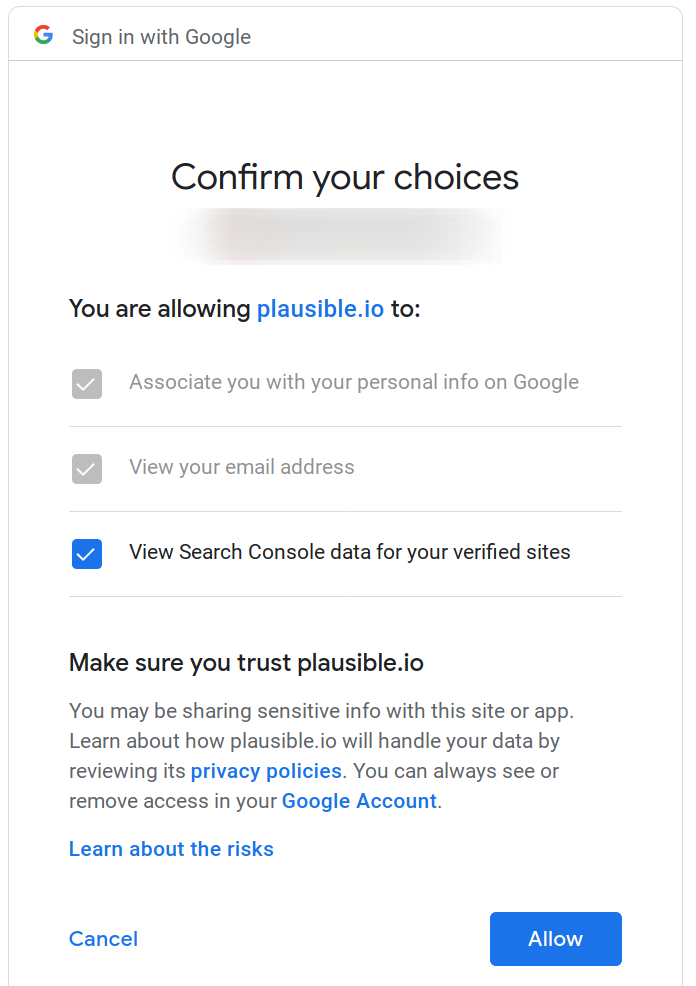 Sign in with Google
Confirm your choices
You are allowing plausible.io to:
Associate you with your personal info on Google
View your email address
View Search Console data for your verified sites
Make sure you trust plausible.io
You may be sharing sensitive info with this site or app.
Learn about how plausible.io will handle your data by
reviewing its privacy policies. You can always see or
remove access in your Google Account.
Learn about the risks
Cancel
Allow